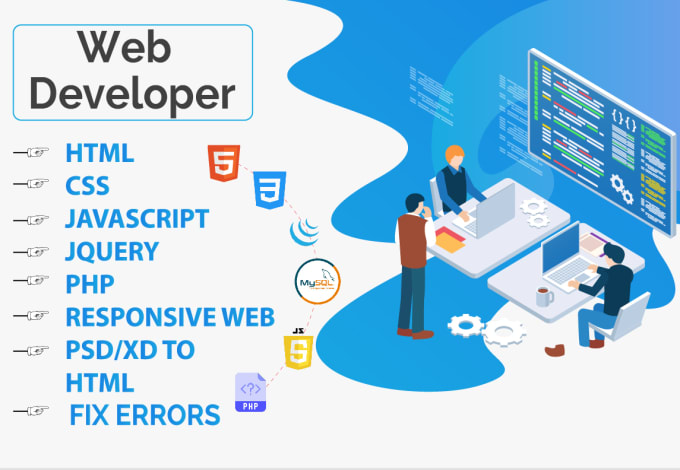 Web
Developer
HTML
CSS
JAVASCRIPT
JQUERY
PHP
RESPONSIVE WEB
PSD/XD TO
HTML
FIX ERRORS
5
3
MySQL
JS
5
<?>
PHP
{}{}